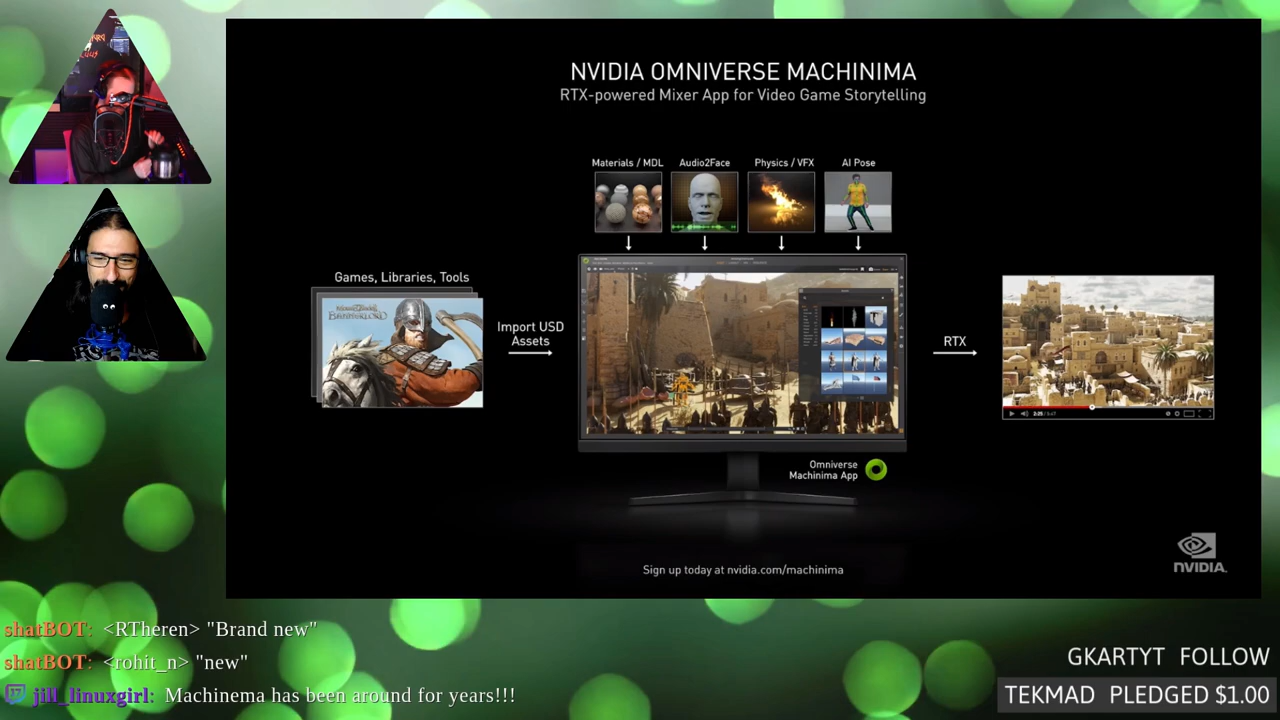 NVIDIA OMNIVERSE MACHINIMA
RTX-powered Mixer App for Video Game Storytelling
Materials / MDL
Audio2Face
Physics / VFX
AI Pose
Games, Libraries, Tools
BANNERLORD
Import USD
Assets
RTX
Omniverse
Machinima App
Sign up today at nvidia.com/machinima
NVIDIA.
shatBOT: <RTheren> "Brand new"
shatBOT: <rohit_n> "new"
jill_linuxgirl: Machinema has been around for years!!!
GKARTYT FOLLOW
TEKMAD PLEDGED $1.00